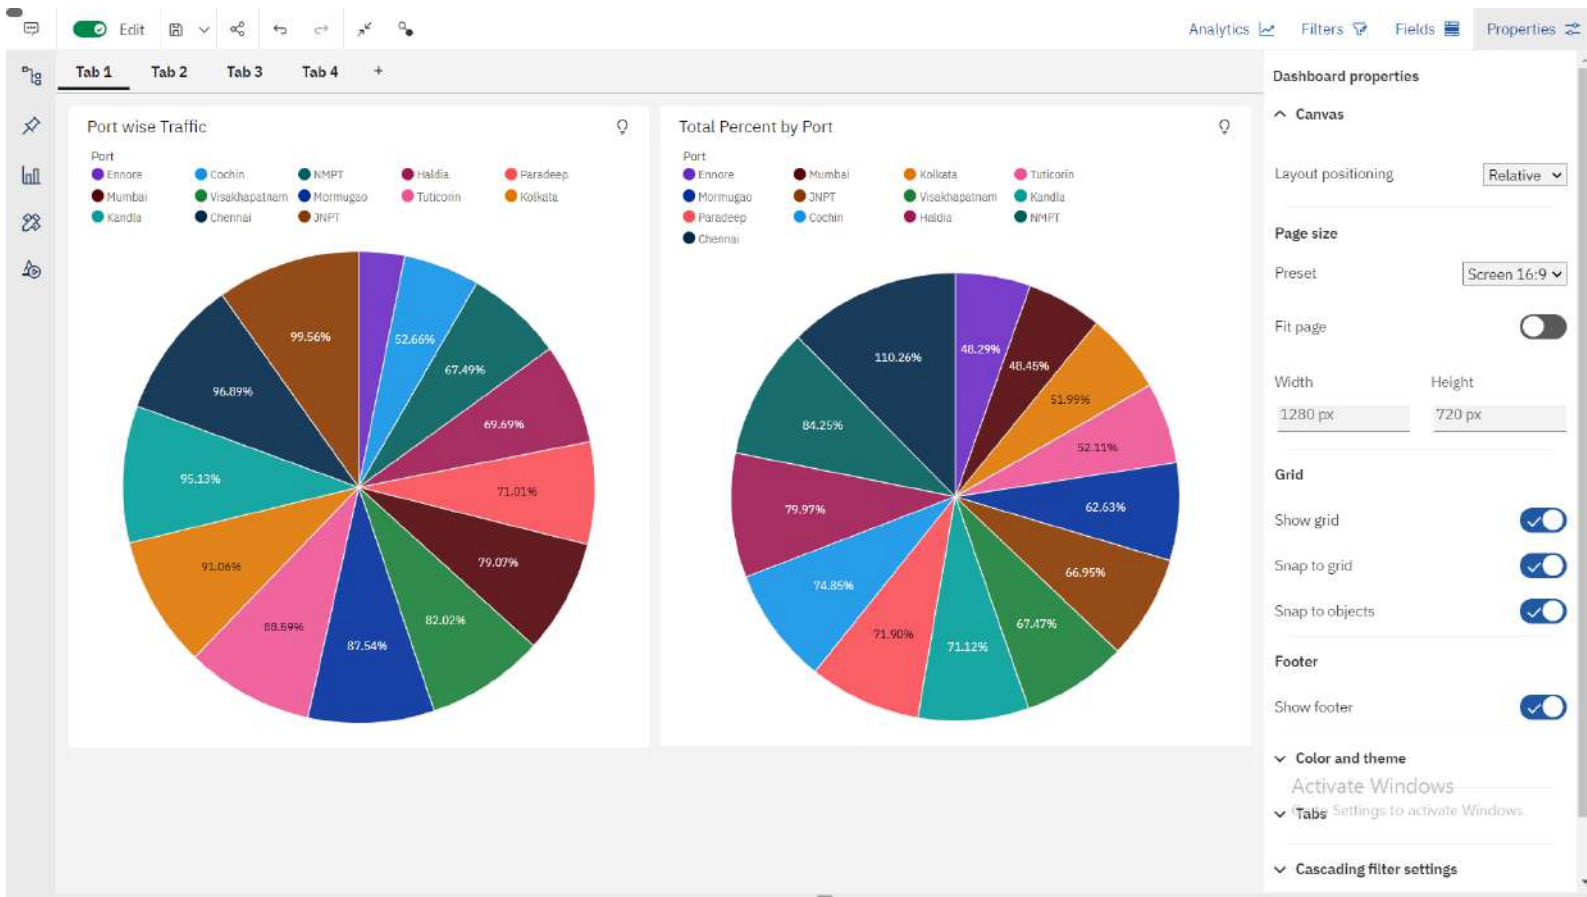 Edit
Analytics Filters Fields Properties
Tab 1 Tab 2 Tab 3 Tab 4 +
Port wise Traffic
Port
Ennore Cochin NMPT Haldia Paradeep
Mumbai Visakhapatnam Mormugao Tuticorin Kolkata
Kandla Chennai JNPT
99.56%
52.66%
67.49%
96.89%
69.69%
95.13%
71.01%
91.06%
79.07%
88.59%
82.02%
87.54%
Total Percent by Port
Port
Ennore Mumbai Kolkata Tuticorin
Mormugao JNPT Visakhapatnam Kandla
Paradeep Cochin Haldia NMPT
Chennai
110.26%
48.29%
48.45%
51.99%
84.25%
52.11%
79.97%
62.63%
74.85%
66.95%
71.90%
67.47%
71.12%
Dashboard properties
Canvas
Layout positioning Relative
Page size
Preset Screen 16:9
Fit page
Width Height
1280 px 720 px
Grid
Show grid
Snap to grid
Snap to objects
Footer
Show footer
Color and theme
Activate Windows
Go to Settings to activate Windows.
Tabs
Cascading filter settings